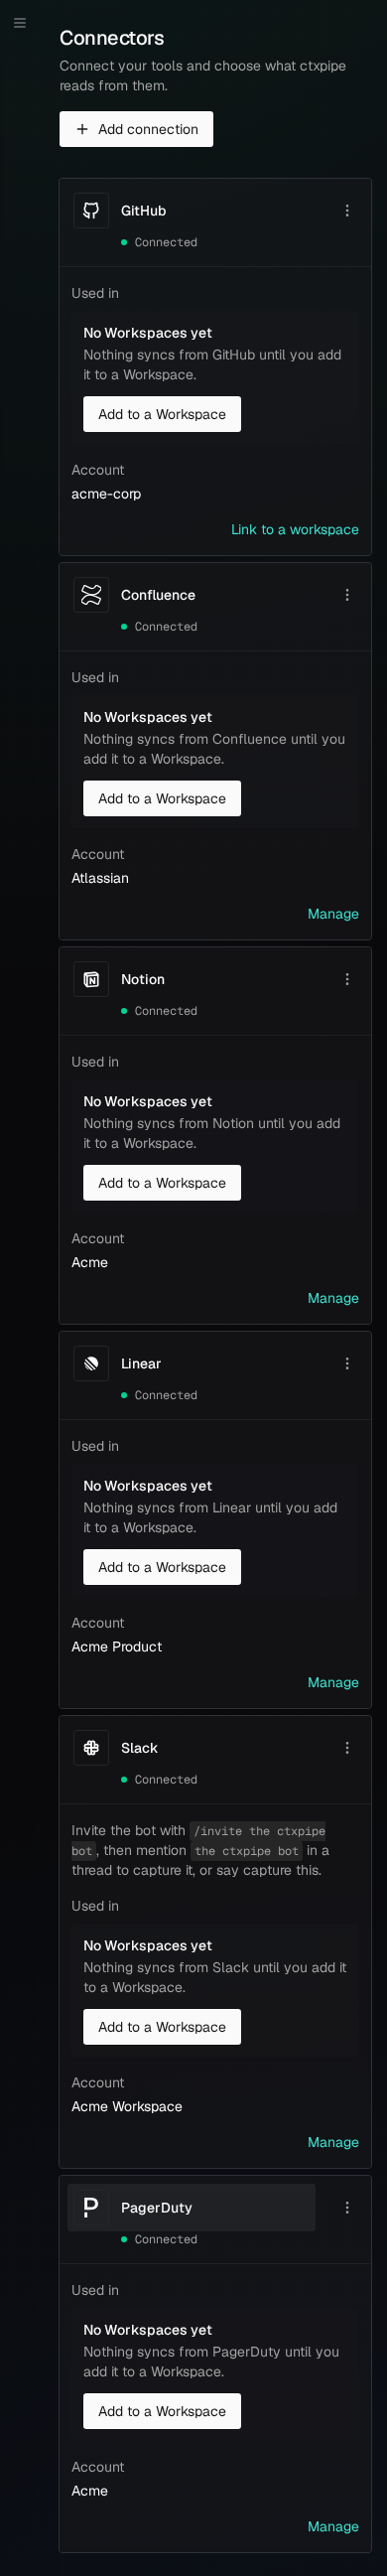 Connectors
Connect your tools and choose what ctxpipe
reads from them.
Add connection
GitHub
Connected
Used in
No Workspaces yet
Nothing syncs from GitHub until you add
it to a Workspace.
Add to a Workspace
Account
acme-corp
Link to a workspace
Confluence
Connected
Used in
No Workspaces yet
Nothing syncs from Confluence until you
add it to a Workspace.
Add to a Workspace
Account
Atlassian
Manage
Notion
Connected
Used in
No Workspaces yet
Nothing syncs from Notion until you add
it to a Workspace.
Add to a Workspace
Account
Acme
Manage
Linear
Connected
Used in
No Workspaces yet
Nothing syncs from Linear until you add
it to a Workspace.
Add to a Workspace
Account
Acme Product
Manage
Slack
Connected
Invite the bot with /invite the ctxpipe
bot, then mention the ctxpipe bot in a
thread to capture it, or say capture this.
Used in
No Workspaces yet
Nothing syncs from Slack until you add it
to a Workspace.
Add to a Workspace
Account
Acme Workspace
Manage
PagerDuty
Connected
Used in
No Workspaces yet
Nothing syncs from PagerDuty until you
add it to a Workspace.
Add to a Workspace
Account
Acme
Manage